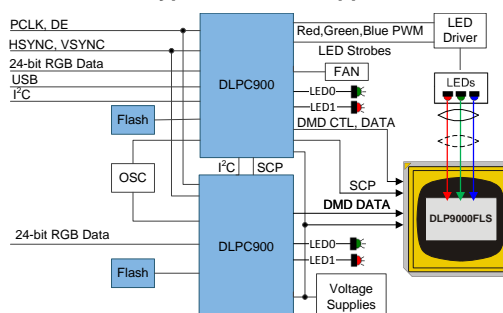 PCLK, DE
HSYNC, VSYNC
24-bit RGB Data
USB
I²C
Flash
OSC
DLPC900
Red,Green,Blue PWM
LED Strobes
LED Driver
FAN
LEDs
LED0
LED1
DMD CTL, DATA
I²C
SCP
SCP
DMD DATA
DLP9000FLS
24-bit RGB Data
Flash
DLPC900
LED0
LED1
Voltage
Supplies